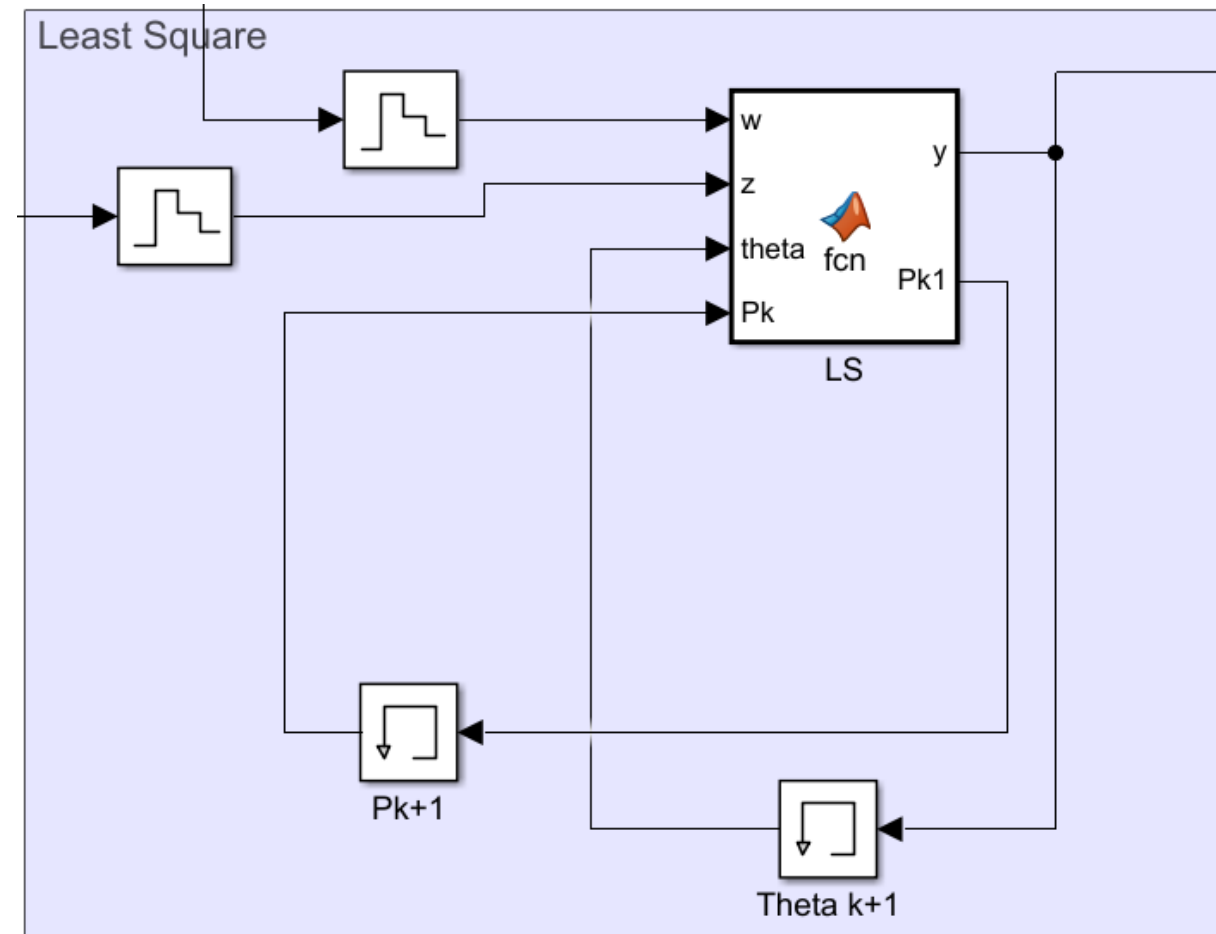 Least Square
w
z
theta
Pk
fcn
y
Pk1
LS
Pk+1
Theta k+1